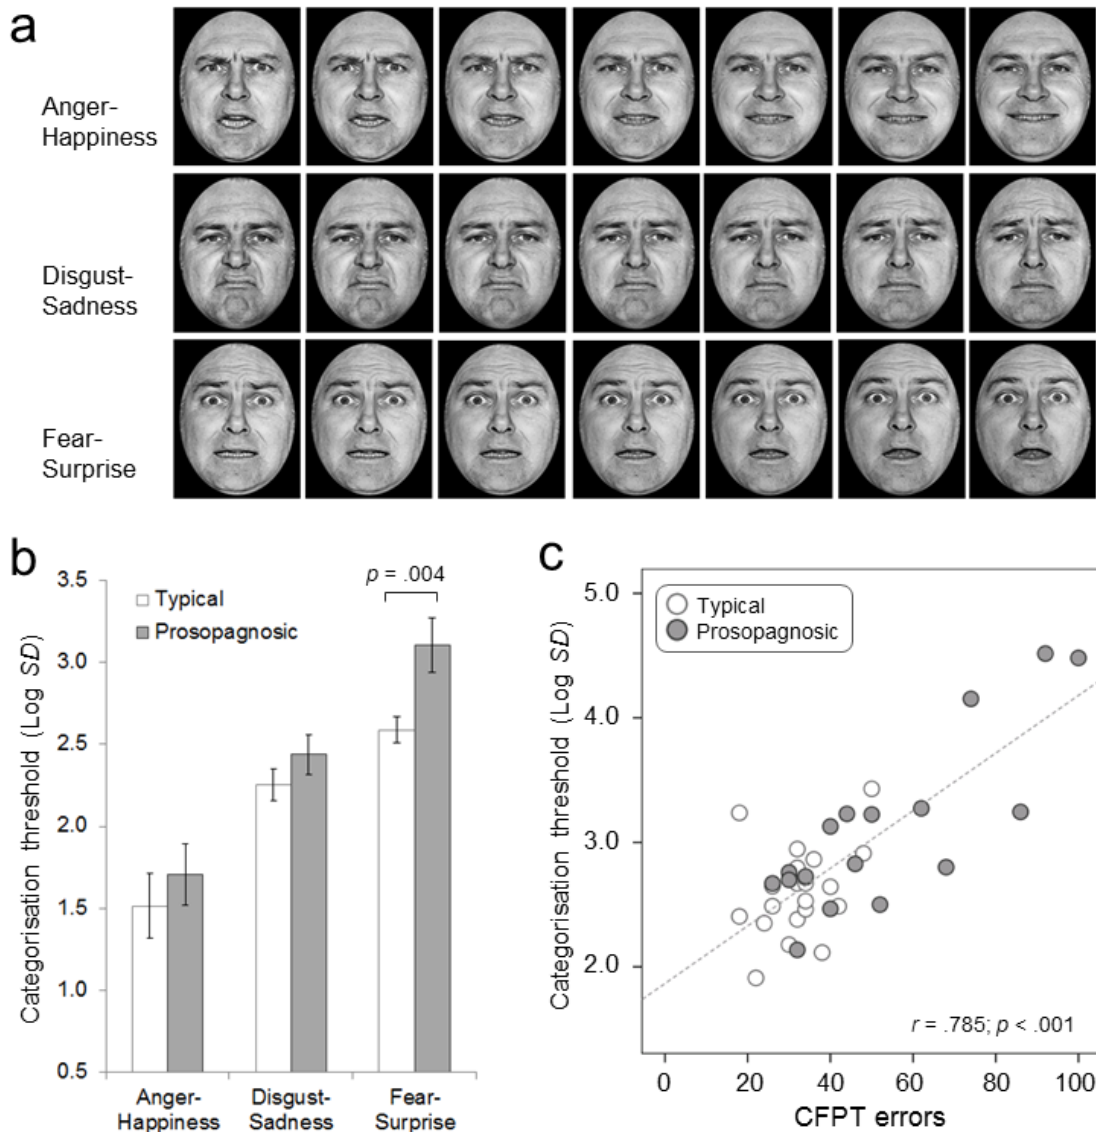 a
Anger-
Happiness
Disgust-
Sadness
Fear-
Surprise
b
Categorisation threshold (Log SD)
3.5
3.0
2.5
2.0
1.5
1.0
0.5
Typical
Prosopagnosic
p = .004
Anger-
Happiness
Disgust-
Sadness
Fear-
Surprise
c
Categorisation threshold (Log SD)
5.0
4.0
3.0
2.0
Typical
Prosopagnosic
r = .785; p < .001
0 20 40 60 80 100
CFPT errors